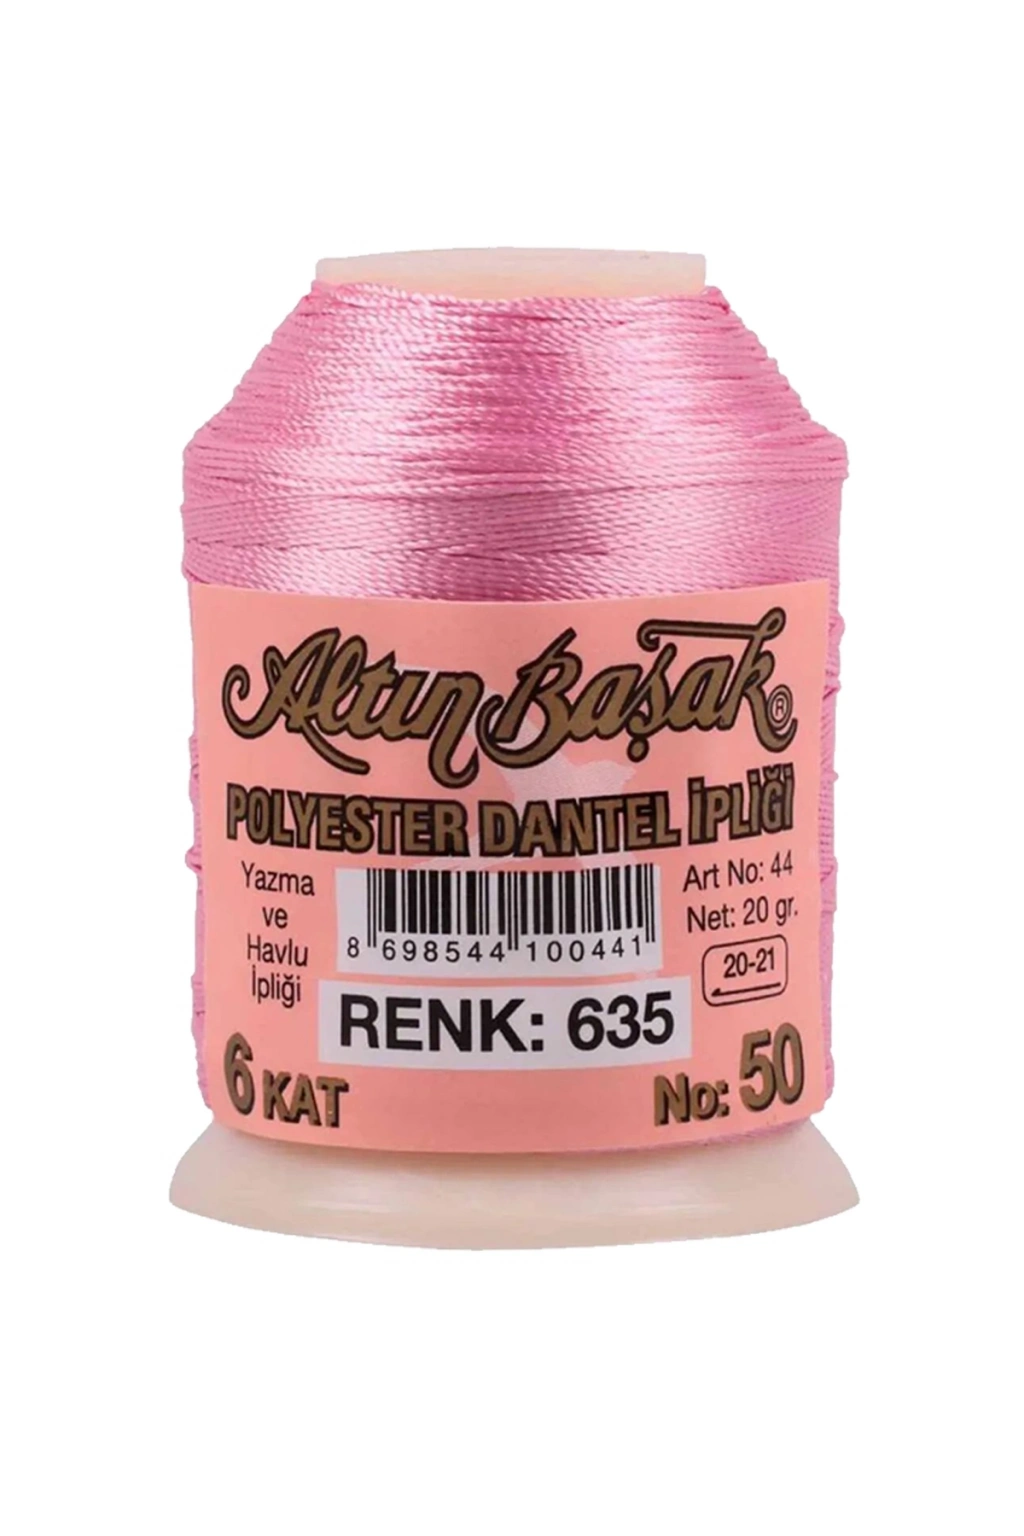 Altın Başak ®
POLYESTER DANTEL İPLİĞİ
Yazma
ve
Havlu
İpliği
8 698544 100441
Art No: 44
Net: 20 gr.
20-21
RENK: 635
6 KAT
No: 50